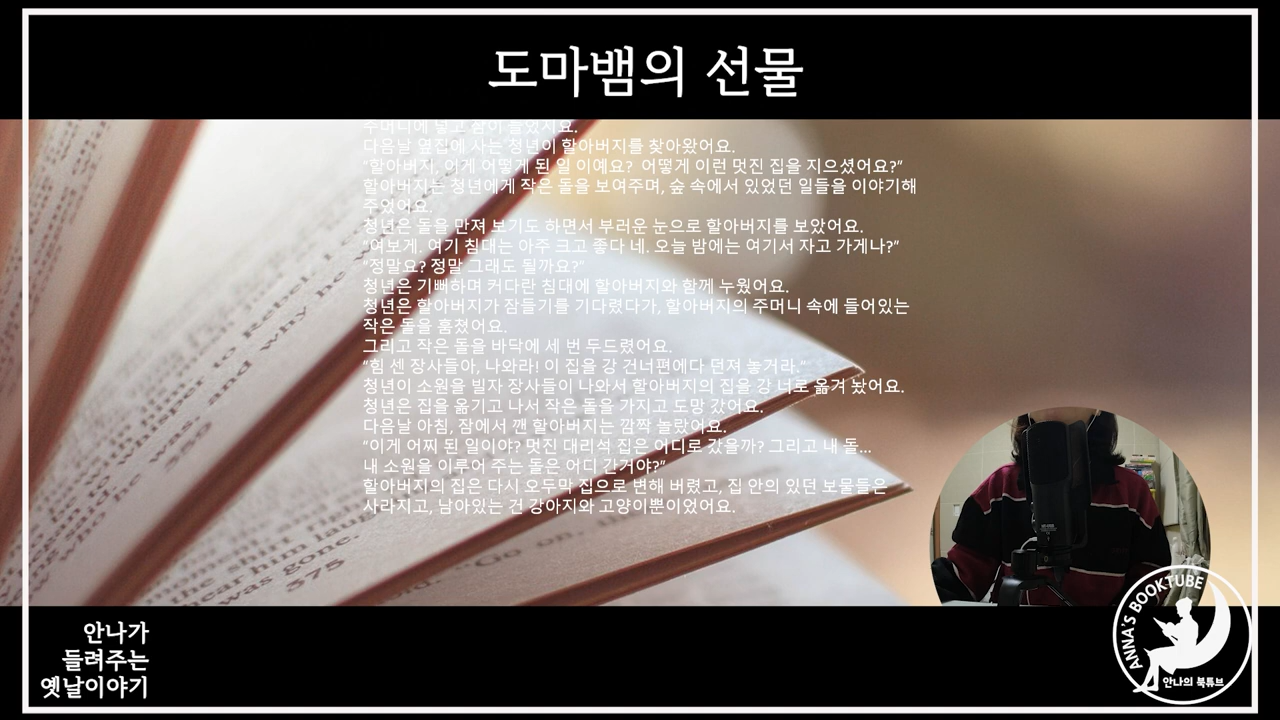 도마뱀의 선물
주머니에 넣고 잠이 들었지요.
다음날 옆집에 사는 청년이 할아버지를 찾아왔어요.
“할아버지, 이게 어떻게 된 일 이예요? 어떻게 이런 멋진 집을 지으셨어요?”
할아버지는 청년에게 작은 돌을 보여주며, 숲 속에서 있었던 일들을 이야기해
주었어요.
청년은 돌을 만져 보기도 하면서 부러운 눈으로 할아버지를 보았어요.
“여보게, 여기 침대는 아주 크고 좋다 네. 오늘 밤에는 여기서 자고 가게나?”
“정말요? 정말 그래도 될까요?”
청년은 기뻐하며 커다란 침대에 할아버지와 함께 누웠어요.
청년은 할아버지가 잠들기를 기다렸다가, 할아버지의 주머니 속에 들어있는
작은 돌을 훔쳤어요.
그리고 작은 돌을 바닥에 세 번 두드렸어요.
“힘 센 장사들아, 나와라! 이 집을 강 건너편에다 던져 놓거라.”
청년이 소원을 빌자 장사들이 나와서 할아버지의 집을 강 너로 옮겨 놨어요.
청년은 집을 옮기고 나서 작은 돌을 가지고 도망 갔어요.
다음날 아침, 잠에서 깬 할아버지는 깜짝 놀랐어요.
“이게 어찌 된 일이야? 멋진 대리석 집은 어디로 갔을까? 그리고 내 돌...
내 소원을 이루어 주는 돌은 어디 간거야?”
할아버지의 집은 다시 오두막 집으로 변해 버렸고, 집 안의 있던 보물들은
사라지고, 남아있는 건 강아지와 고양이뿐이었어요.
375
"Go on,
hear him
was gone.
안나가
들려주는
옛날이야기
ANNA'S BOOKTUBE
안나의 북튜브